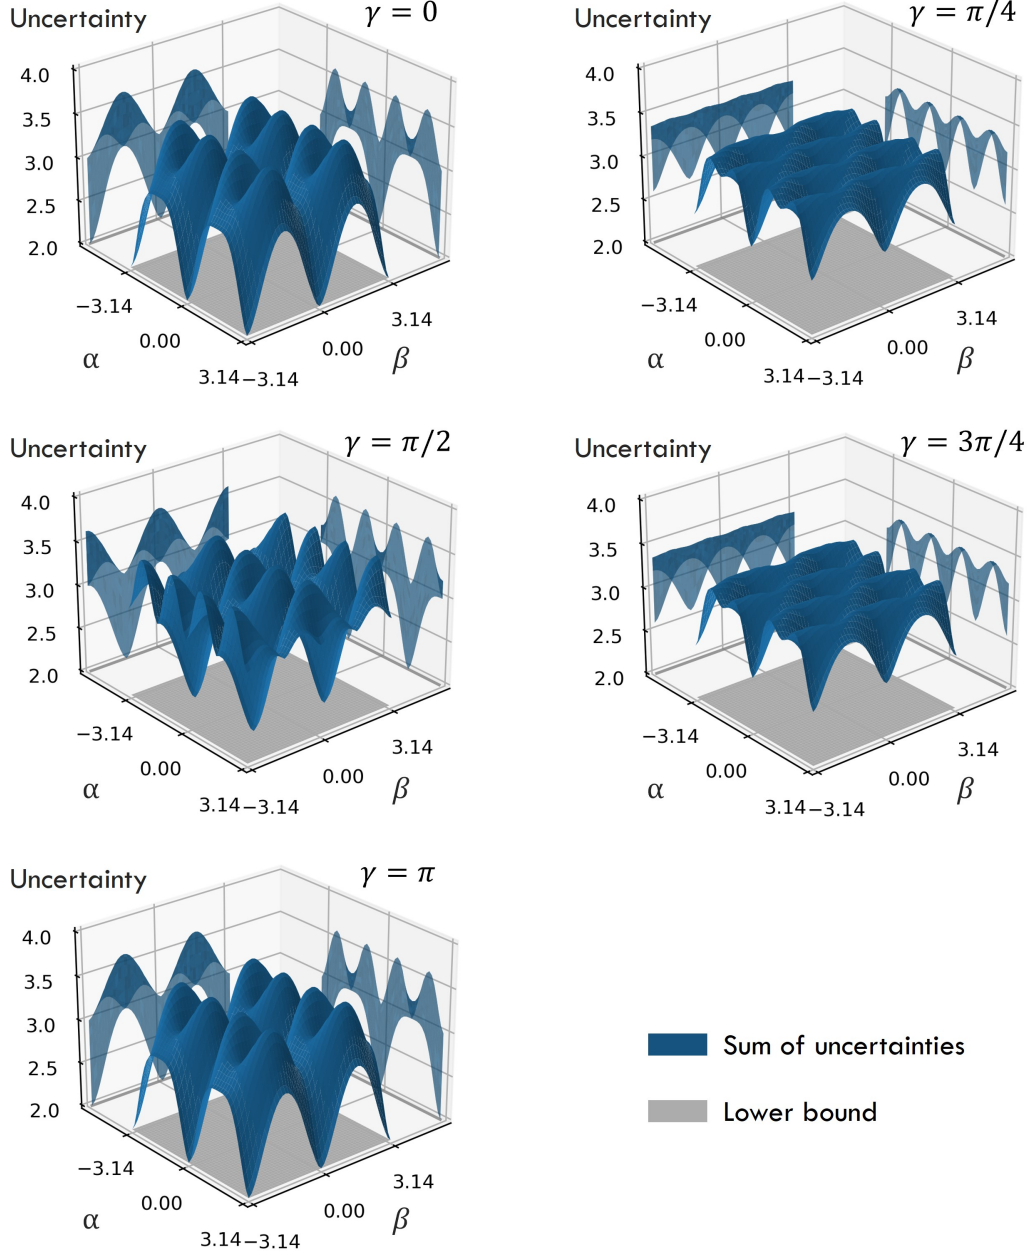 Uncertainty
γ = 0
4.0
3.5
3.0
2.5
2.0
−3.14
0.00
3.14
α
−3.14
0.00
3.14
β
Uncertainty
γ = π/4
4.0
3.5
3.0
2.5
2.0
−3.14
0.00
3.14
α
−3.14
0.00
3.14
β
Uncertainty
γ = π/2
4.0
3.5
3.0
2.5
2.0
−3.14
0.00
3.14
α
−3.14
0.00
3.14
β
Uncertainty
γ = 3π/4
4.0
3.5
3.0
2.5
2.0
−3.14
0.00
3.14
α
−3.14
0.00
3.14
β
Uncertainty
γ = π
4.0
3.5
3.0
2.5
2.0
−3.14
0.00
3.14
α
−3.14
0.00
3.14
β
Sum of uncertainties
Lower bound